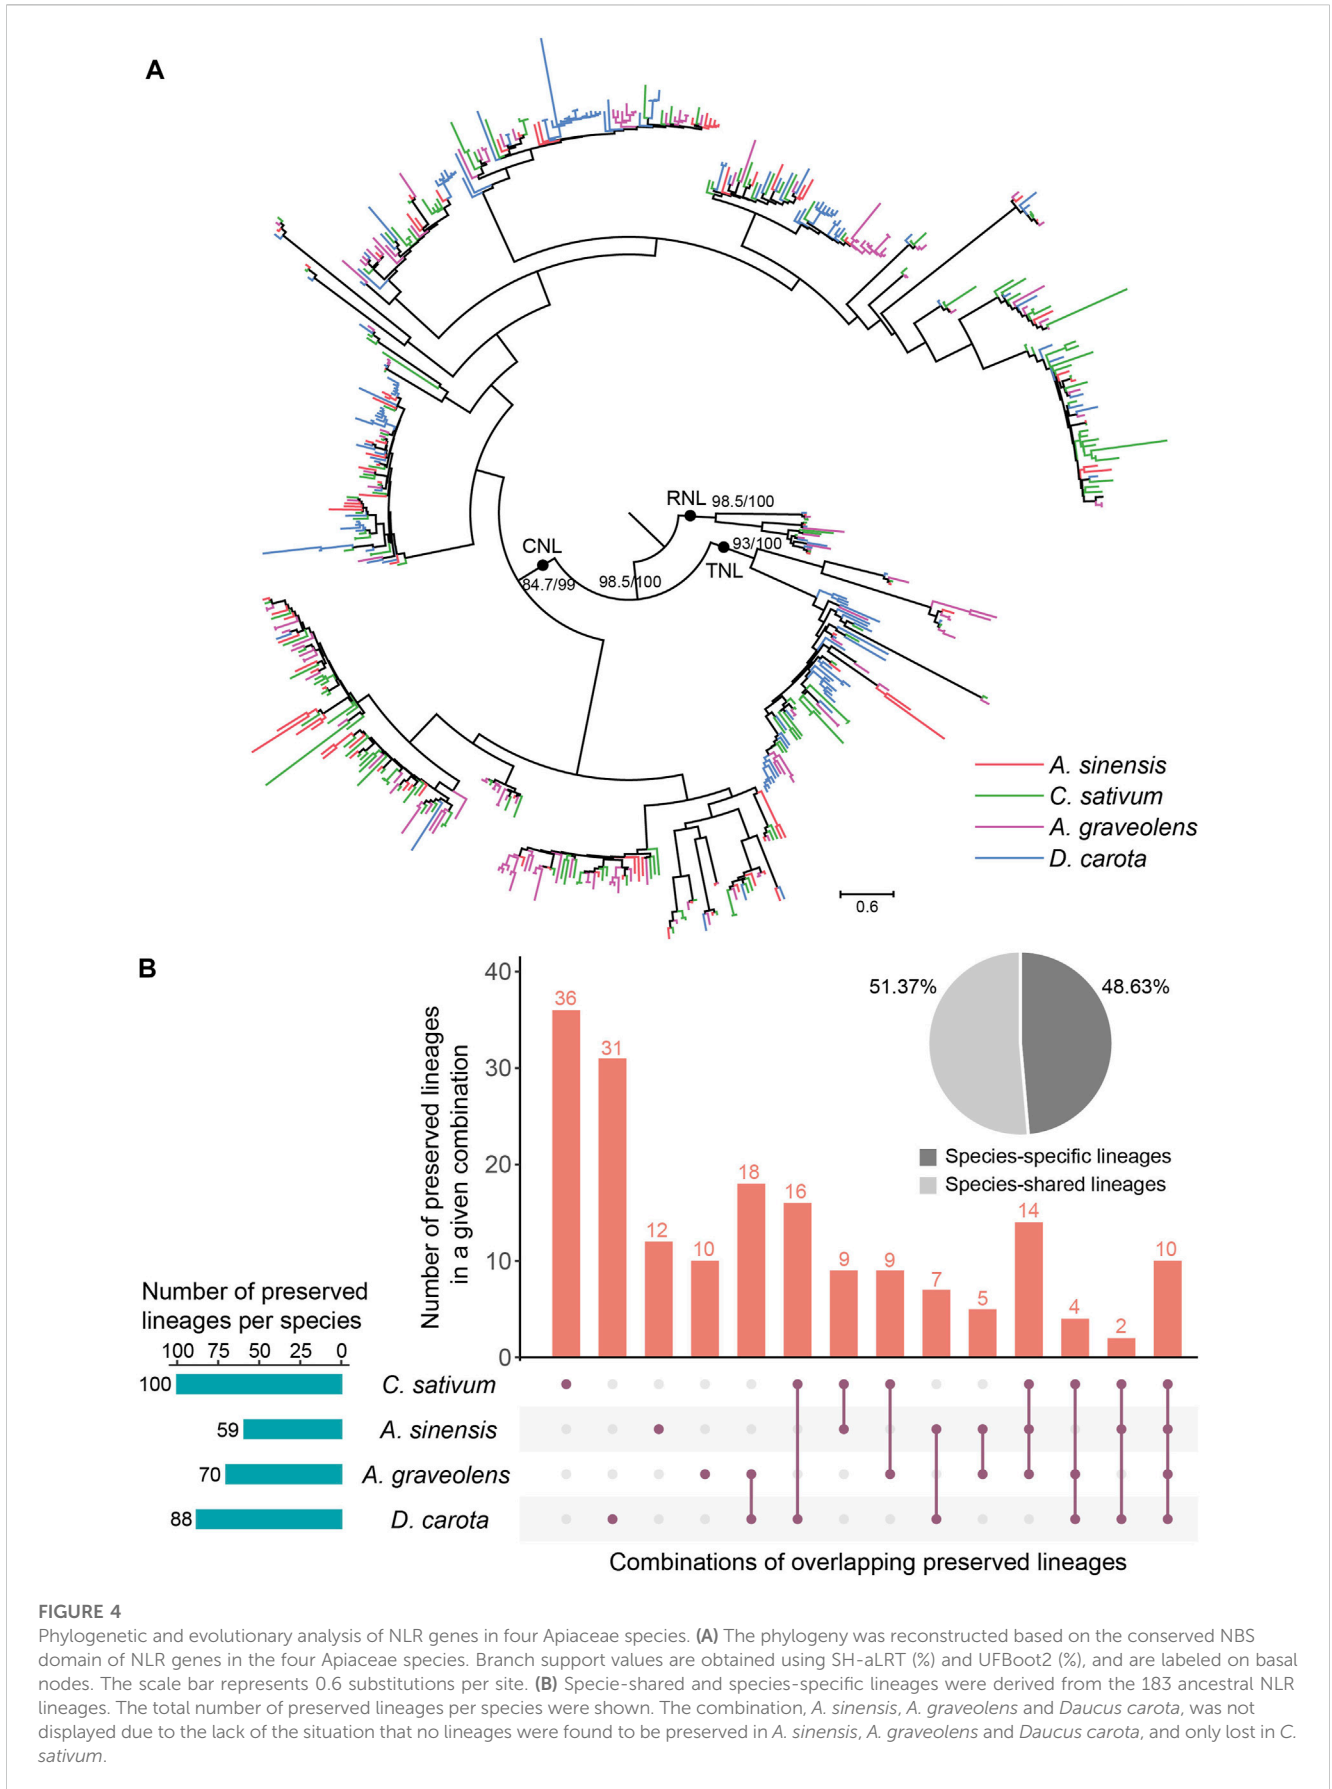 A
RNL 98.5/100
CNL
93/100
TNL
84.7/99
98.5/100
A. sinensis
C. sativum
A. graveolens
D. carota
0.6
B
Number of preserved lineages
in a given combination
40
30
20
10
0
36
31
12
10
18
16
9
9
7
5
14
4
2
10
51.37%
48.63%
Species-specific lineages
Species-shared lineages
Number of preserved
lineages per species
100 75 50 25 0
100
C. sativum
59
A. sinensis
70
A. graveolens
88
D. carota
Combinations of overlapping preserved lineages
FIGURE 4
Phylogenetic and evolutionary analysis of NLR genes in four Apiaceae species. (A) The phylogeny was reconstructed based on the conserved NBS
domain of NLR genes in the four Apiaceae species. Branch support values are obtained using SH-aLRT (%) and UFBoot2 (%), and are labeled on basal
nodes. The scale bar represents 0.6 substitutions per site. (B) Specie-shared and species-specific lineages were derived from the 183 ancestral NLR
lineages. The total number of preserved lineages per species were shown. The combination, A. sinensis, A. graveolens and Daucus carota, was not
displayed due to the lack of the situation that no lineages were found to be preserved in A. sinensis, A. graveolens and Daucus carota, and only lost in C.
sativum.